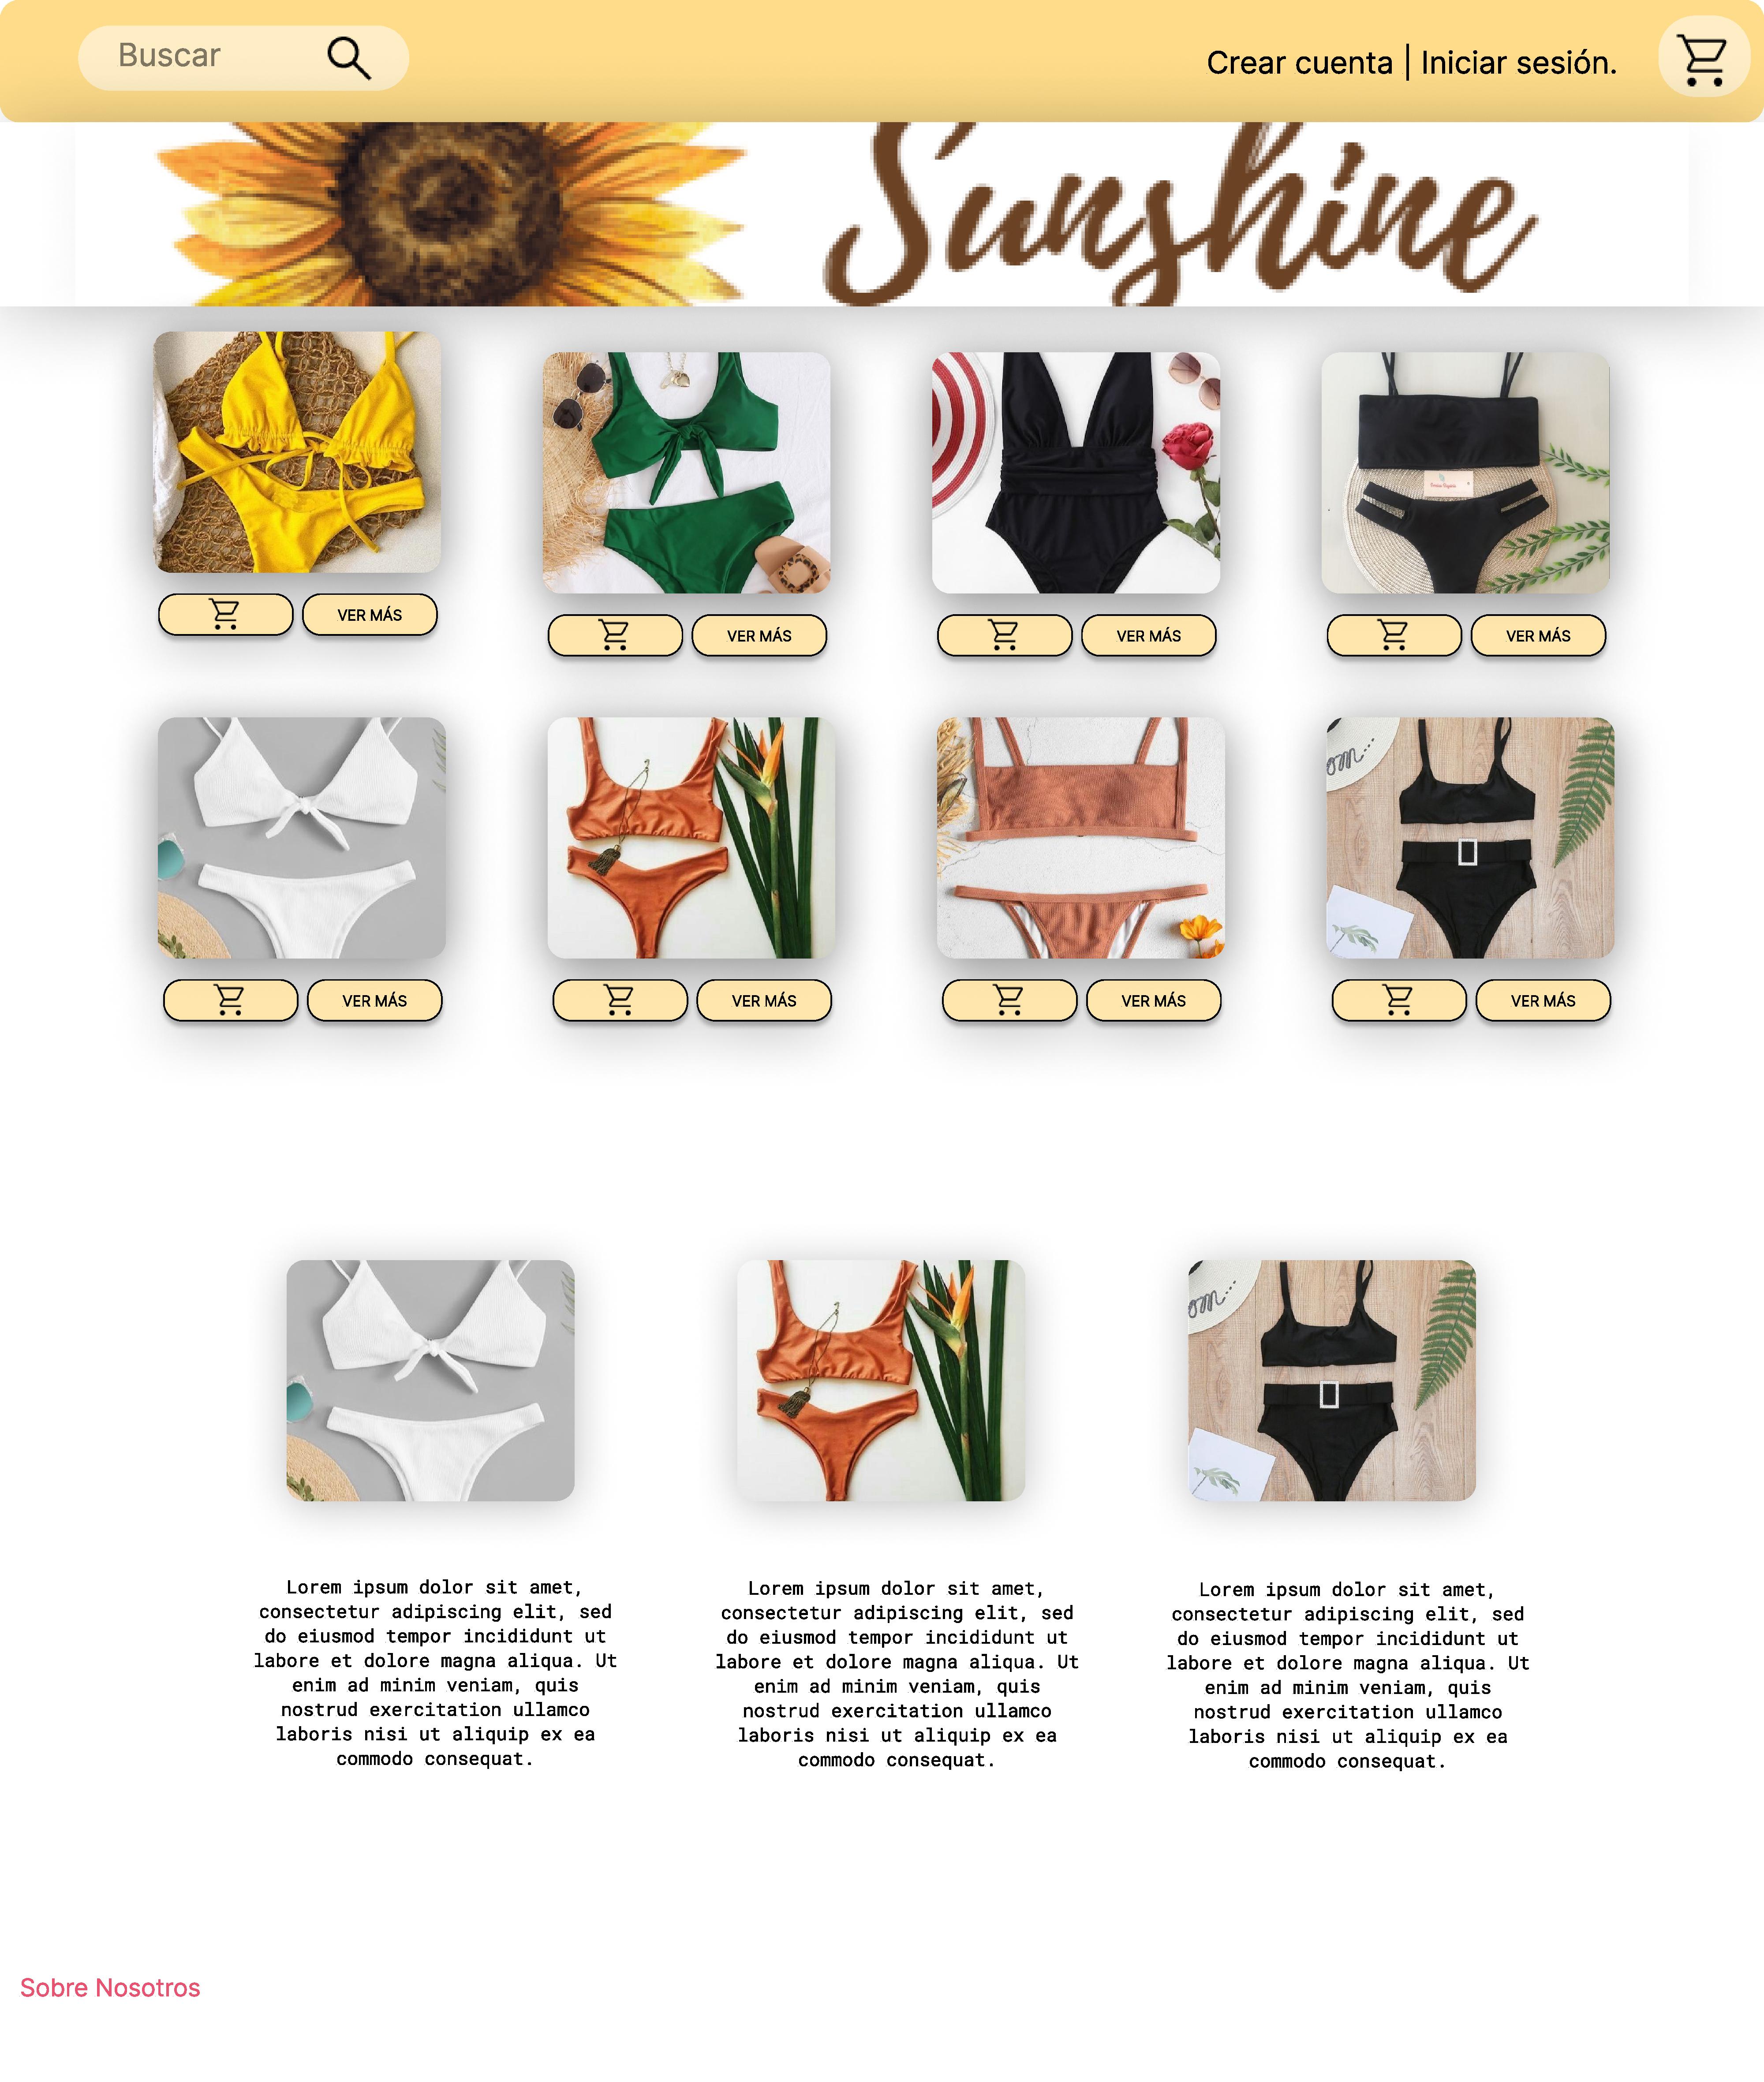 Buscar
Crear cuenta | Iniciar sesión.
Sunshine
VER MÁS
VER MÁS
VER MÁS
VER MÁS
VER MÁS
VER MÁS
VER MÁS
VER MÁS
Lorem ipsum dolor sit amet,
consectetur adipiscing elit, sed
do eiusmod tempor incididunt ut
labore et dolore magna aliqua. Ut
enim ad minim veniam, quis
nostrud exercitation ullamco
laboris nisi ut aliquip ex ea
commodo consequat.
Lorem ipsum dolor sit amet,
consectetur adipiscing elit, sed
do eiusmod tempor incididunt ut
labore et dolore magna aliqua. Ut
enim ad minim veniam, quis
nostrud exercitation ullamco
laboris nisi ut aliquip ex ea
commodo consequat.
Lorem ipsum dolor sit amet,
consectetur adipiscing elit, sed
do eiusmod tempor incididunt ut
labore et dolore magna aliqua. Ut
enim ad minim veniam, quis
nostrud exercitation ullamco
laboris nisi ut aliquip ex ea
commodo consequat.
Sobre Nosotros